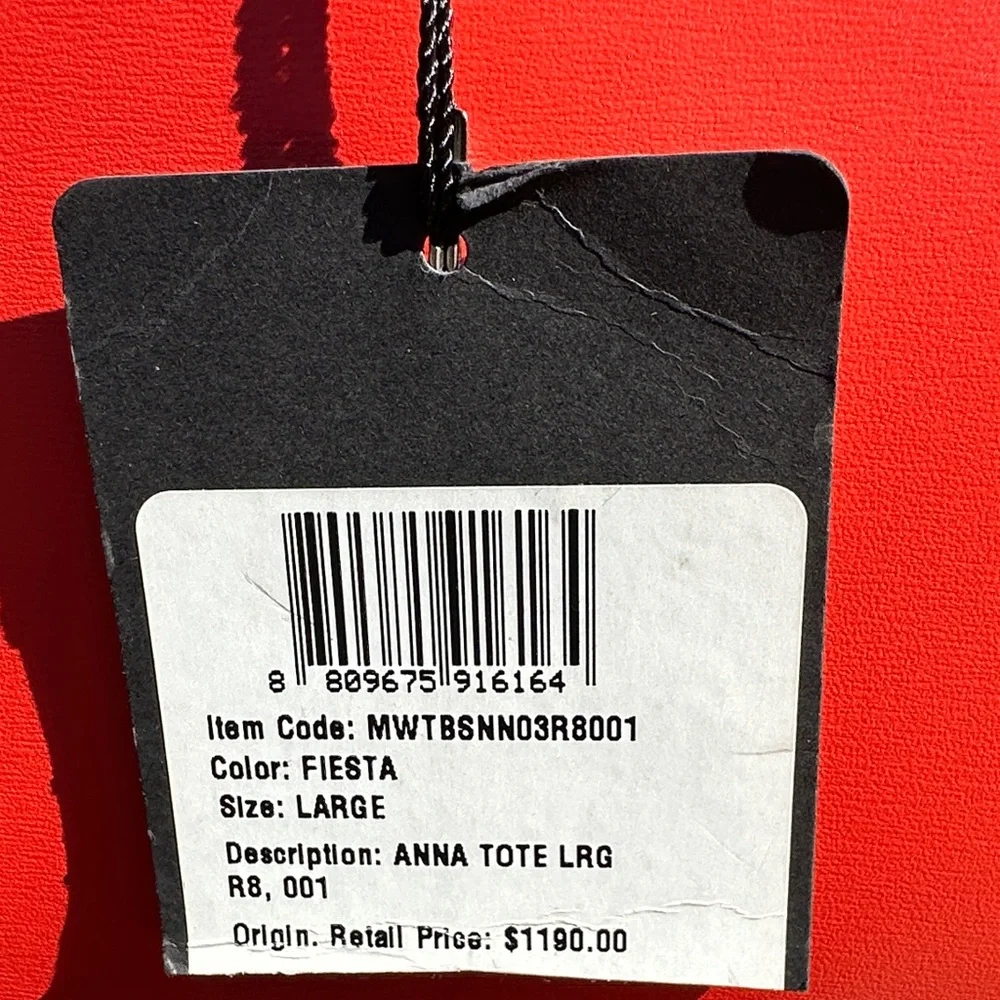 8 809675 916164
Item Code: MWTBSNN03R8001
Color: FIESTA
Size: LARGE
Description: ANNA TOTE LRG
R8, 001
Origin. Retail Price: $1190.00